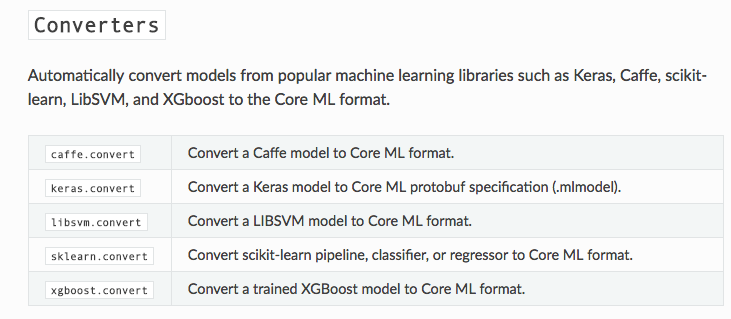 Converters
Automatically convert models from popular machine learning libraries such as Keras, Caffe, scikit-
learn, LibSVM, and XGboost to the Core ML format.
caffe.convert Convert a Caffe model to Core ML format.
keras.convert Convert a Keras model to Core ML protobuf specification (.mlmodel).
libsvm.convert Convert a LIBSVM model to Core ML format.
sklearn.convert Convert scikit-learn pipeline, classifier, or regressor to Core ML format.
xgboost.convert Convert a trained XGBoost model to Core ML format.